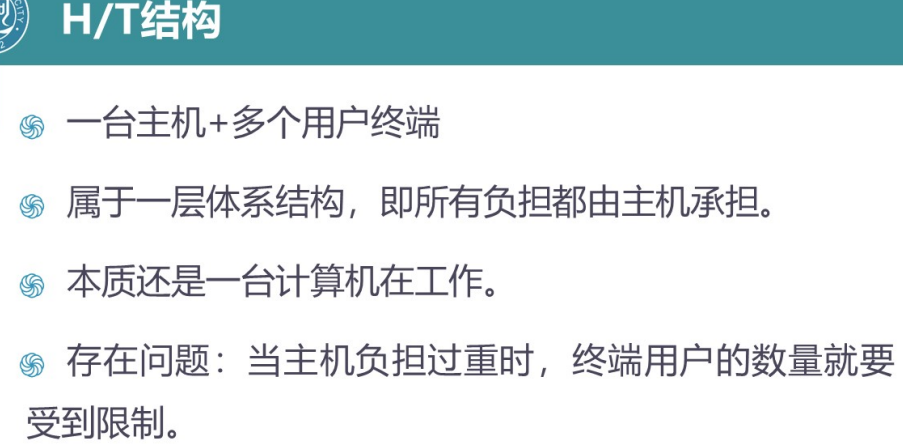 H/T结构
一台主机+多个用户终端
属于一层体系结构，即所有负担都由主机承担。
本质还是一台计算机在工作。
存在问题：当主机负担过重时，终端用户的数量就要
受到限制。